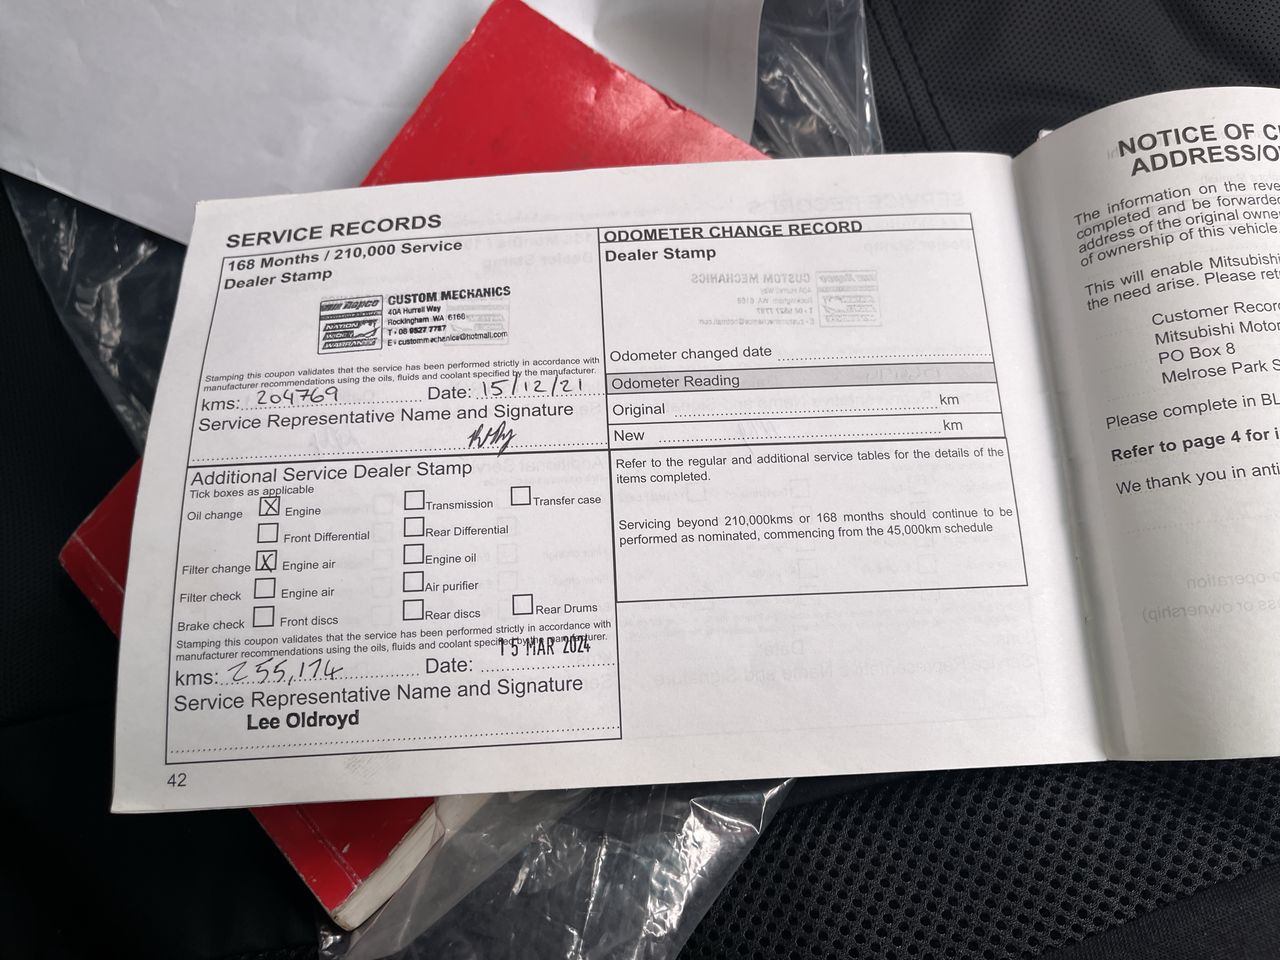 SERVICE RECORDS
168 Months / 210,000 Service
Dealer Stamp
CUSTOM MECHANICS
40A Hurrell Way
Rockingham WA 6168
NATION WIDE WARRANTY
T • 08 9527 7787
E • custommechanics@hotmail.com
Stamping this coupon validates that the service has been performed strictly in accordance with
manufacturer recommendations using the oils, fluids and coolant specified by the manufacturer.
kms: 204769 Date: 15/12/21
Service Representative Name and Signature
Additional Service Dealer Stamp
Tick boxes as applicable
Oil change X Engine Transmission Transfer case
Front Differential Rear Differential
Filter change X Engine air Engine oil
Filter check Engine air Air purifier
Brake check Front discs Rear discs Rear Drums
Stamping this coupon validates that the service has been performed strictly in accordance with
manufacturer recommendations using the oils, fluids and coolant specified by the manufacturer.
kms: 255,174 Date: 15 MAR 2024
Service Representative Name and Signature
Lee Oldroyd
42
ODOMETER CHANGE RECORD
Dealer Stamp
Odometer changed date
Odometer Reading
Original km
New km
Refer to the regular and additional service tables for the details of the
items completed.
Servicing beyond 210,000kms or 168 months should continue to be
performed as nominated, commencing from the 45,000km schedule
NOTICE OF
ADDRESS/
The information on the
completed and be
address of the original
of ownership of this vehicle.
This will enable Mitsubishi
the need arise. Please
Customer
Mitsubishi
PO Box 8
Melrose Park
Please complete in
Refer to page 4 for
We thank you in